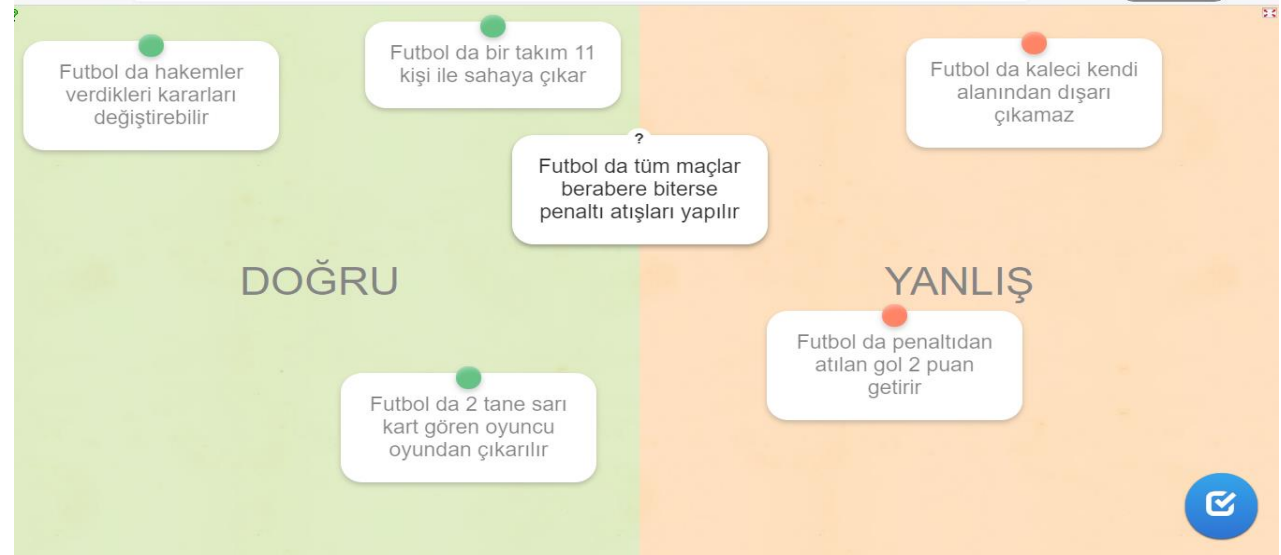 Futbol da hakemler
verdikleri kararları
değiştirebilir
Futbol da bir takım 11
kişi ile sahaya çıkar
Futbol da kaleci kendi
alanından dışarı
çıkamaz
?
Futbol da tüm maçlar
berabere biterse
penaltı atışları yapılır
DOĞRU
YANLIŞ
Futbol da penaltıdan
atılan gol 2 puan
getirir
Futbol da 2 tane sarı
kart gören oyuncu
oyundan çıkarılır